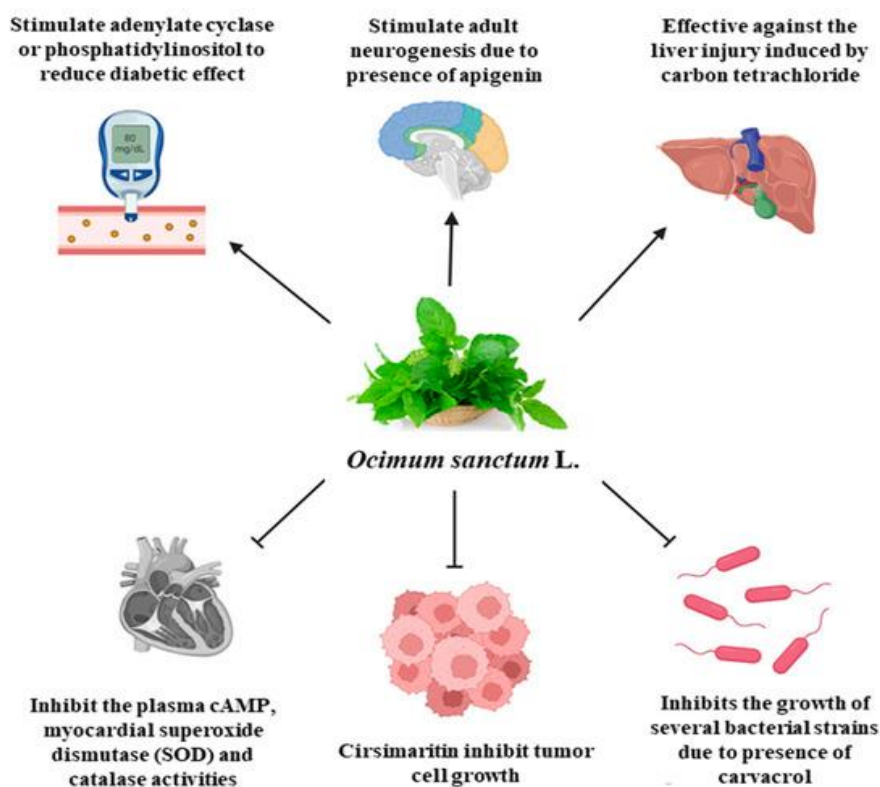 Stimulate adenylate cyclase
or phosphatidylinositol to
reduce diabetic effect
Stimulate adult
neurogenesis due to
presence of apigenin
Effective against the
liver injury induced by
carbon tetrachloride
80
mg/dL
Ocimum sanctum L.
Inhibit the plasma cAMP,
myocardial superoxide
dismutase (SOD) and
catalase activities
Cirsimaritin inhibit tumor
cell growth
Inhibits the growth of
several bacterial strains
due to presence of
carvacrol